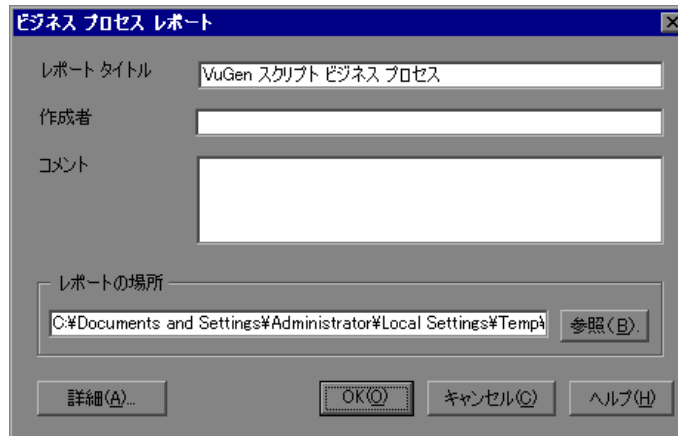 ビジネス プロセス レポート
レポート タイトル
VuGen スクリプト ビジネス プロセス
作成者
コメント
レポートの場所
C:¥Documents and Settings¥Administrator¥Local Settings¥Temp¥
参照(B).
詳細(A)...
OK(O)
キャンセル(C)
ヘルプ(H)